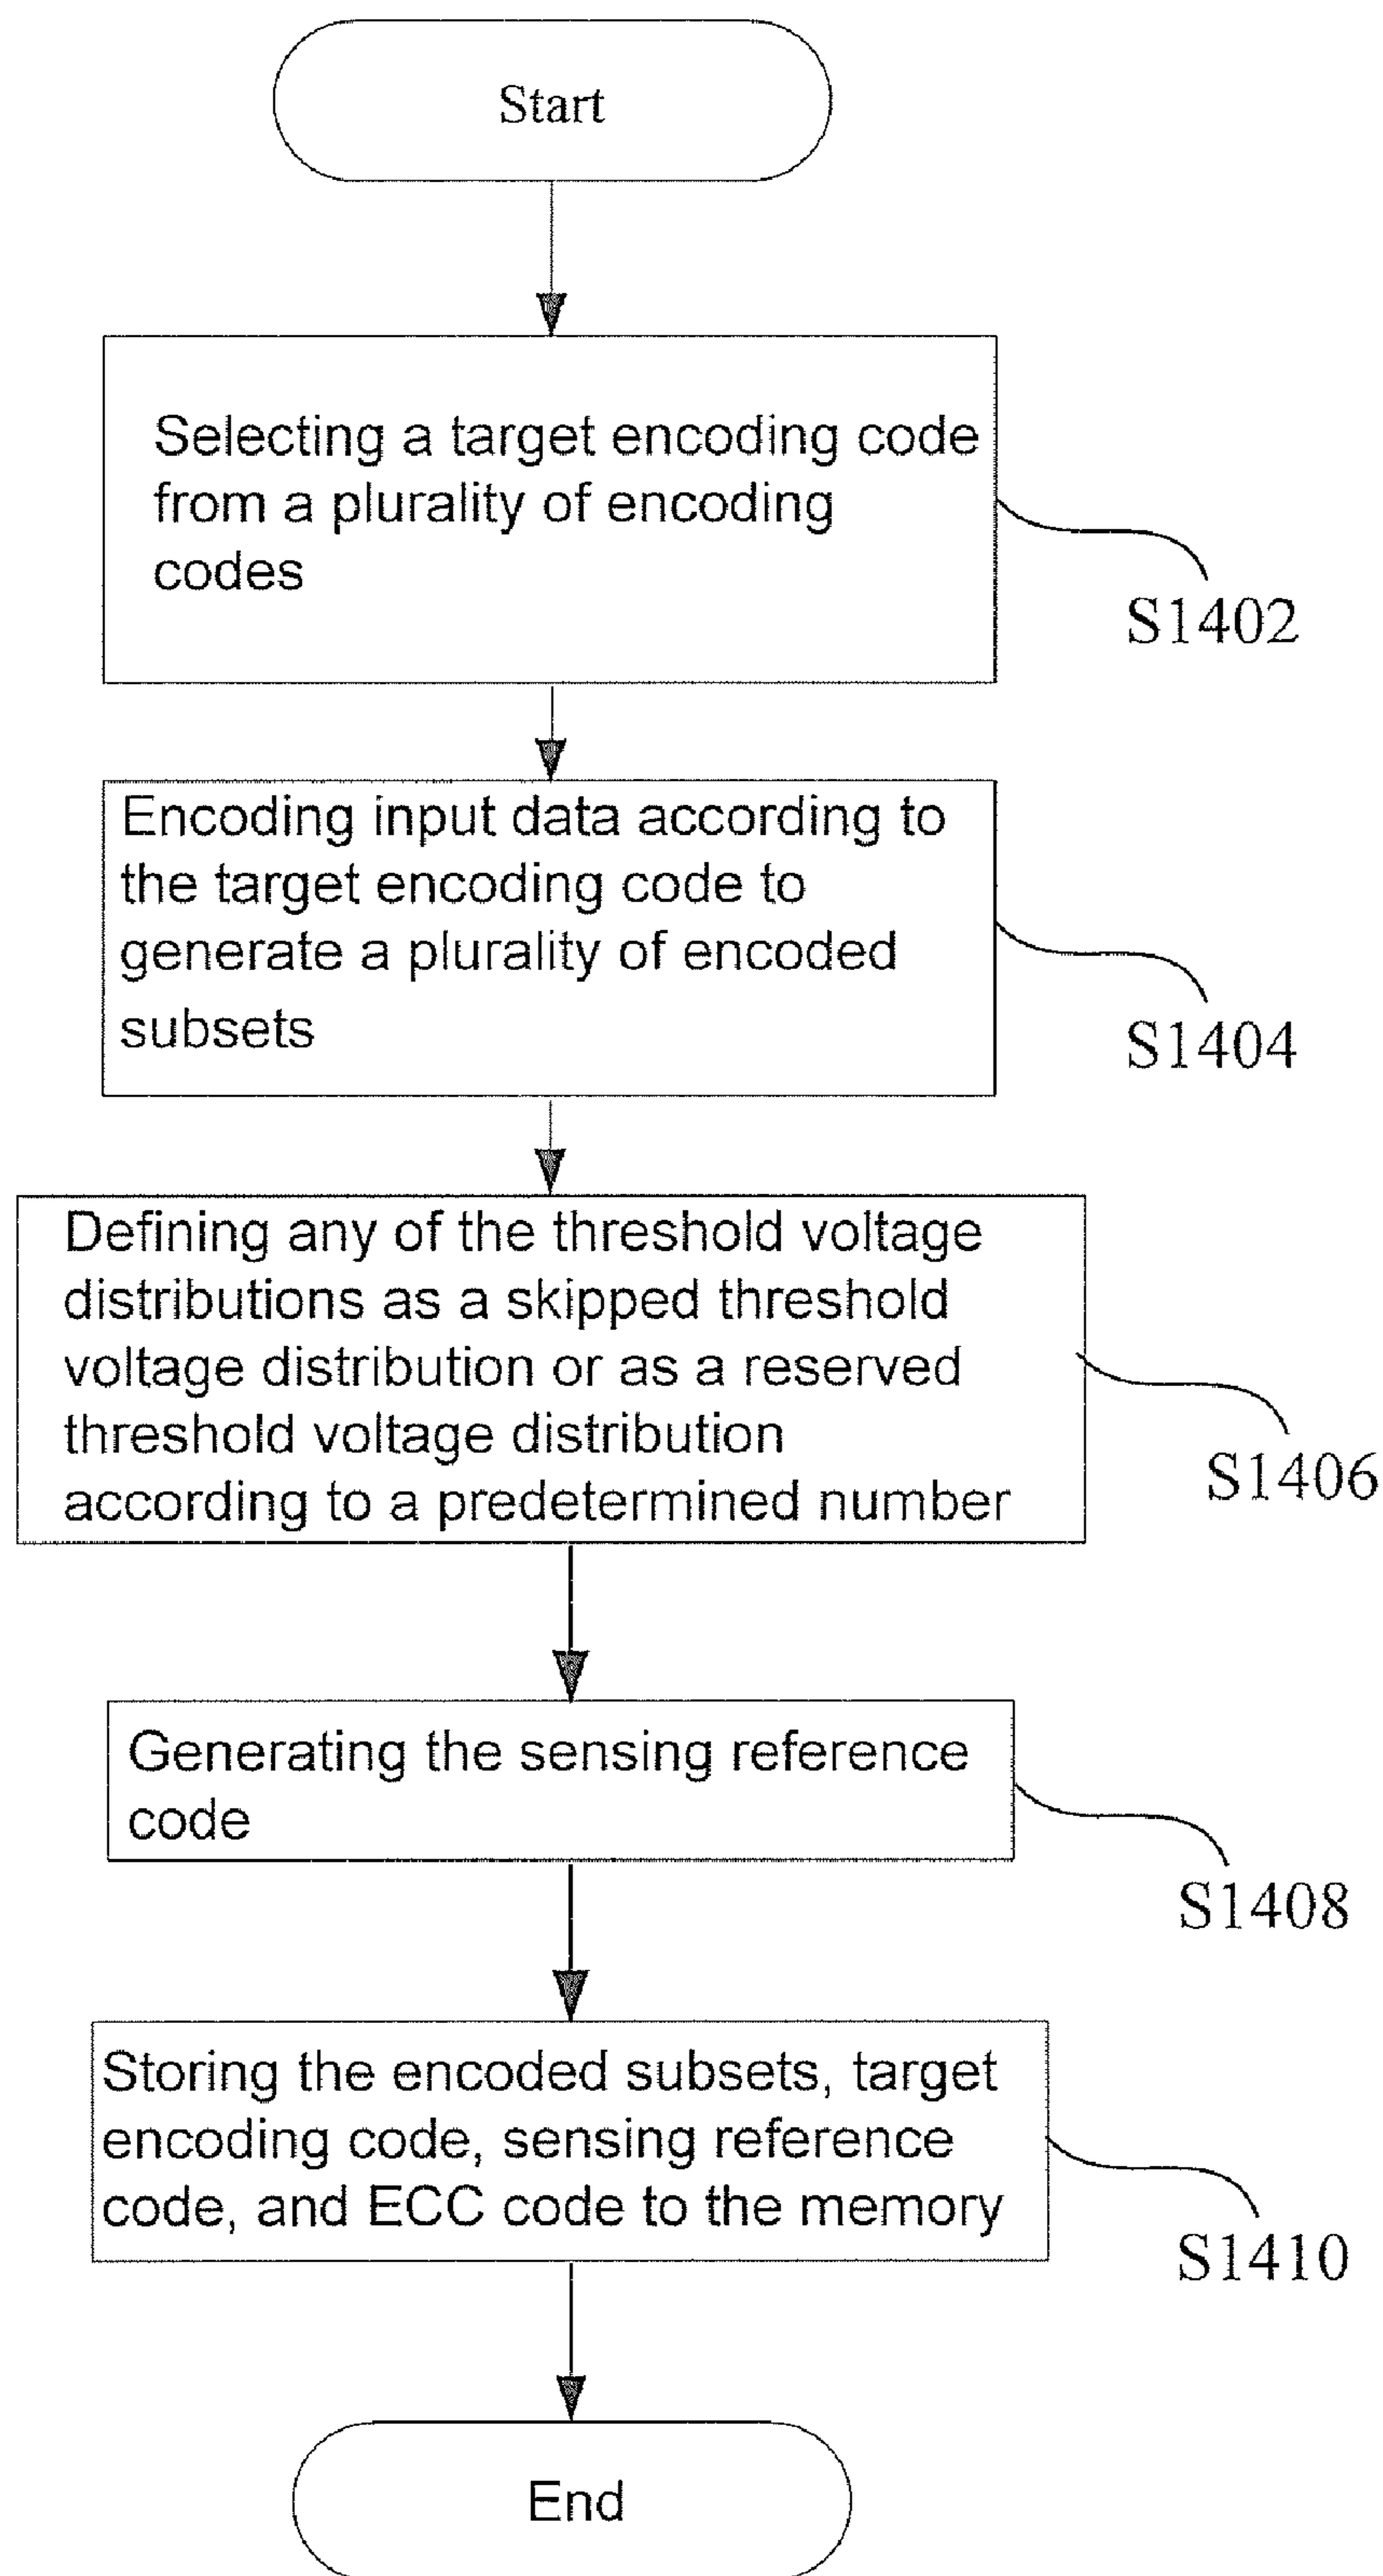 Start
Selecting a target encoding code
from a plurality of encoding
codes
S1402
Encoding input data according to
the target encoding code to
generate a plurality of encoded
subsets
S1404
Defining any of the threshold voltage
distributions as a skipped threshold
voltage distribution or as a reserved
threshold voltage distribution
according to a predetermined number
S1406
Generating the sensing reference
code
S1408
Storing the encoded subsets, target
encoding code, sensing reference
code, and ECC code to the memory
S1410
End